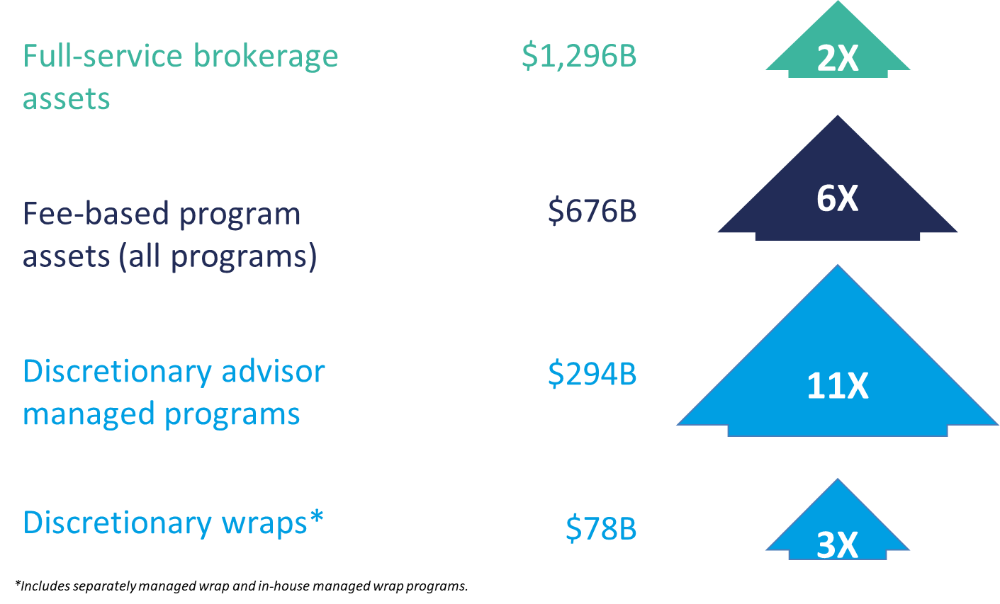 Full-service brokerage
assets
$1,296B
2X
Fee-based program
assets (all programs)
$676B
6X
Discretionary advisor
managed programs
$294B
11X
Discretionary wraps*
$78B
3X
*Includes separately managed wrap and in-house managed wrap programs.